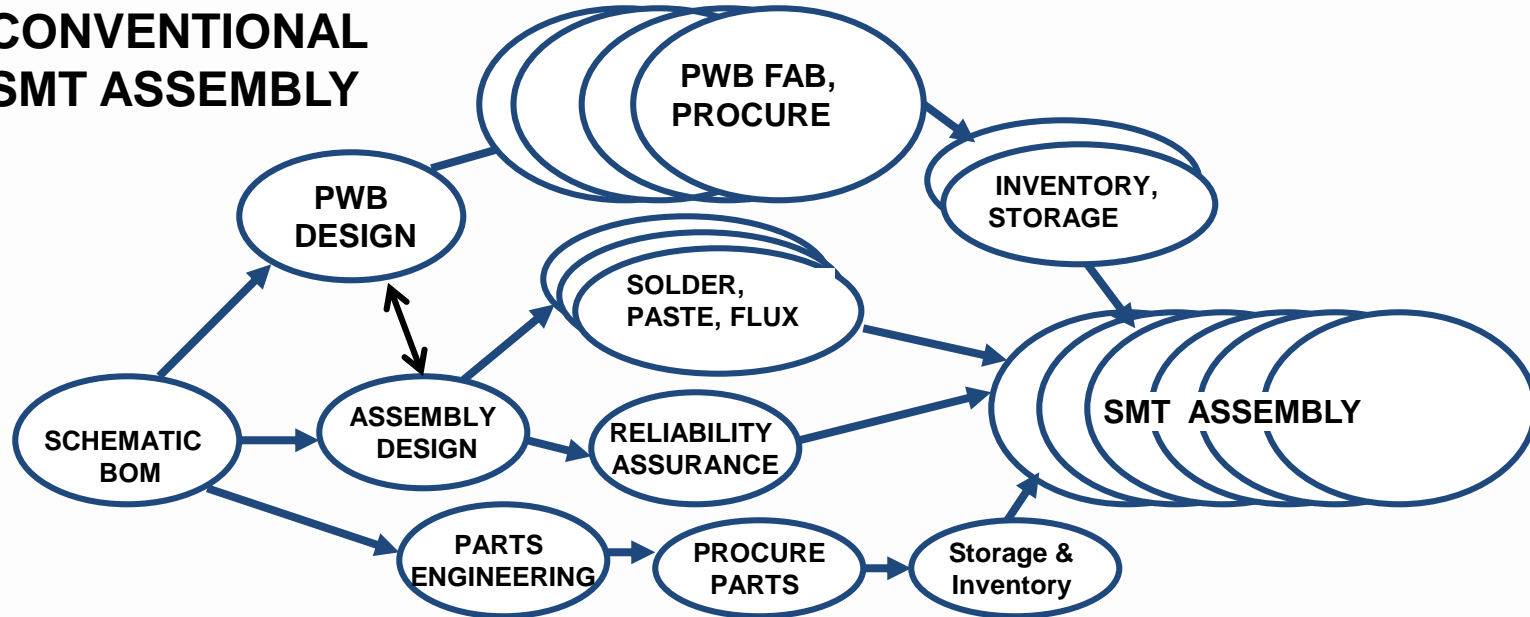 CONVENTIONAL
SMT ASSEMBLY
PWB FAB,
PROCURE
INVENTORY,
STORAGE
PWB
DESIGN
SOLDER,
PASTE, FLUX
SMT ASSEMBLY
ASSEMBLY
DESIGN
RELIABILITY
ASSURANCE
SCHEMATIC
BOM
PARTS
ENGINEERING
PROCURE
PARTS
Storage &
Inventory